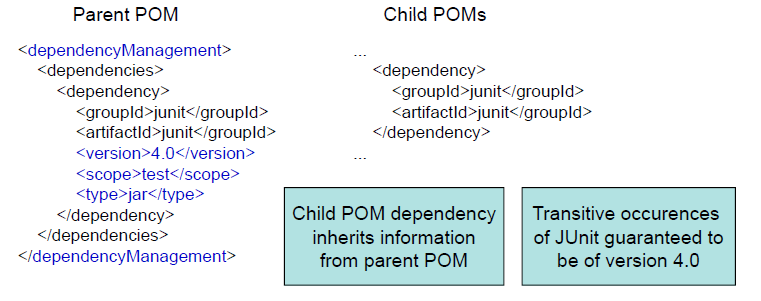 Parent POM
<dependencyManagement>
<dependencies>
<dependency>
<groupId>junit</groupId>
<artifactId>junit</groupId>
<version>4.0</version>
<scope>test</scope>
<type>jar</type>
</dependency>
</dependencies>
</dependencyManagement>
Child POMs
...
<dependency>
<groupId>junit</groupId>
<artifactId>junit</groupId>
</dependency>
...
Child POM dependency
inherits information
from parent POM
Transitive occurences
of JUnit guaranteed to
be of version 4.0